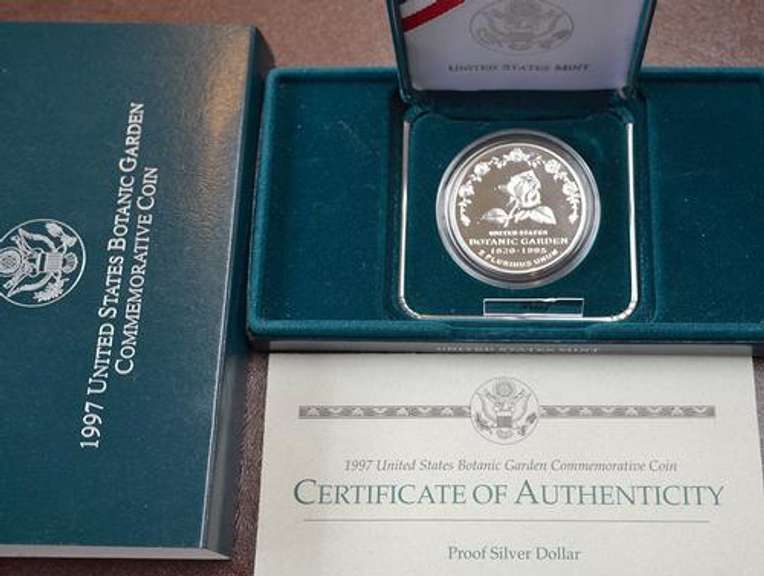 1997 UNITED STATES BOTANIC GARDEN
COMMEMORATIVE COIN
UNITED STATES MINT
UNITED STATES
BOTANIC GARDEN
1820-1995
E PLURIBUS UNUM
UNITED STATES MINT
1997 United States Botanic Garden Commemorative Coin
CERTIFICATE OF AUTHENTICITY
Proof Silver Dollar